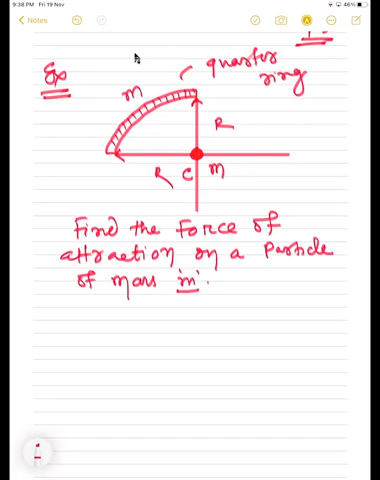 9:38 PM Fri 19 Nov
46%
Notes
Ex
quarter
ring
m
R
R
C
m
Find the Force of
attraction on a Particle
of mass 'm'.